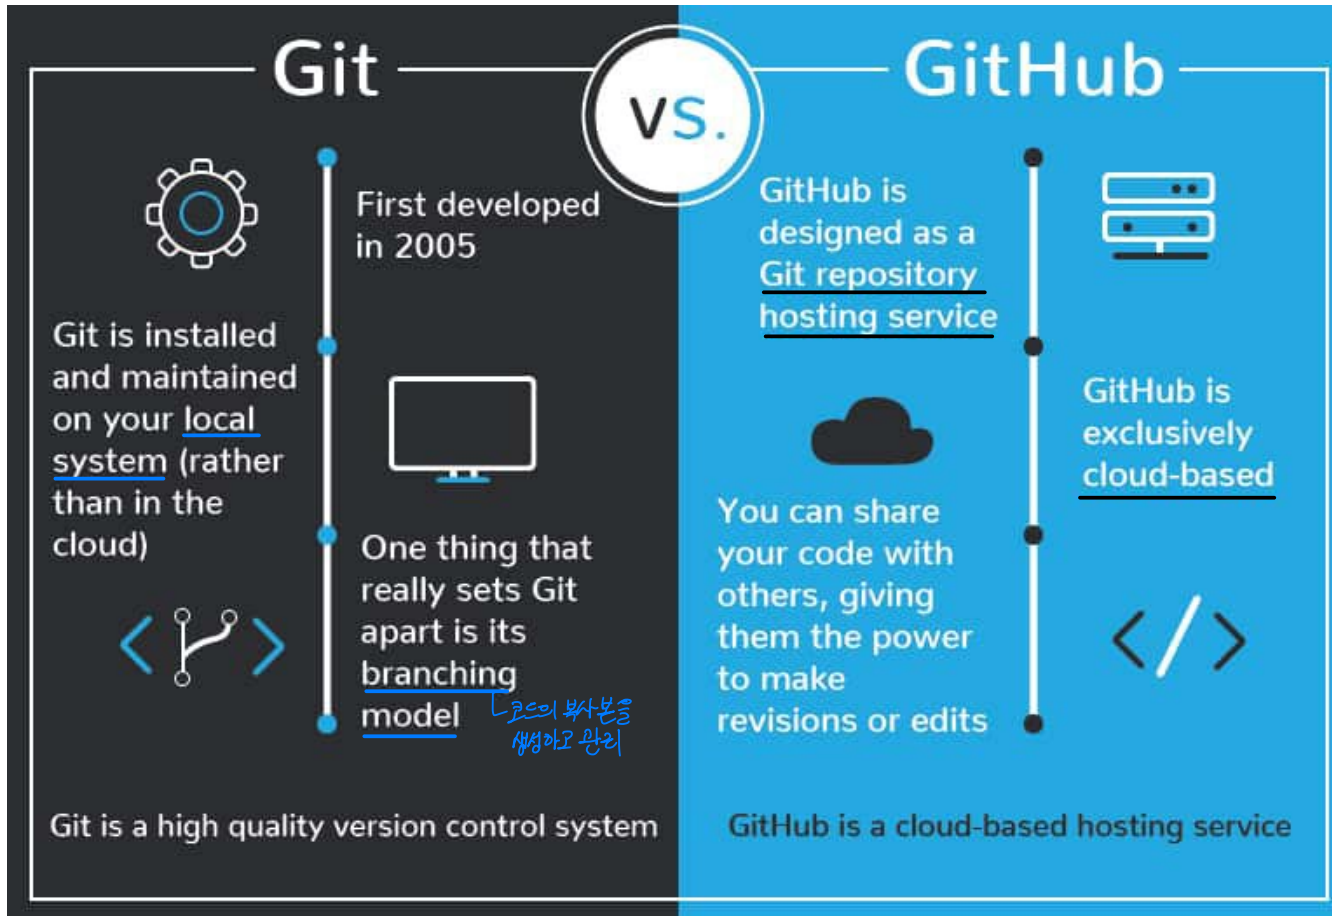 Git
vs.
GitHub
First developed
in 2005
Git is installed
and maintained
on your local
system (rather
than in the
cloud)
One thing that
really sets Git
apart is its
branching
model
코드의 복사본을
생성하고 관리
Git is a high quality version control system
GitHub is
designed as a
Git repository
hosting service
GitHub is
exclusively
cloud-based
You can share
your code with
others, giving
them the power
to make
revisions or edits
GitHub is a cloud-based hosting service